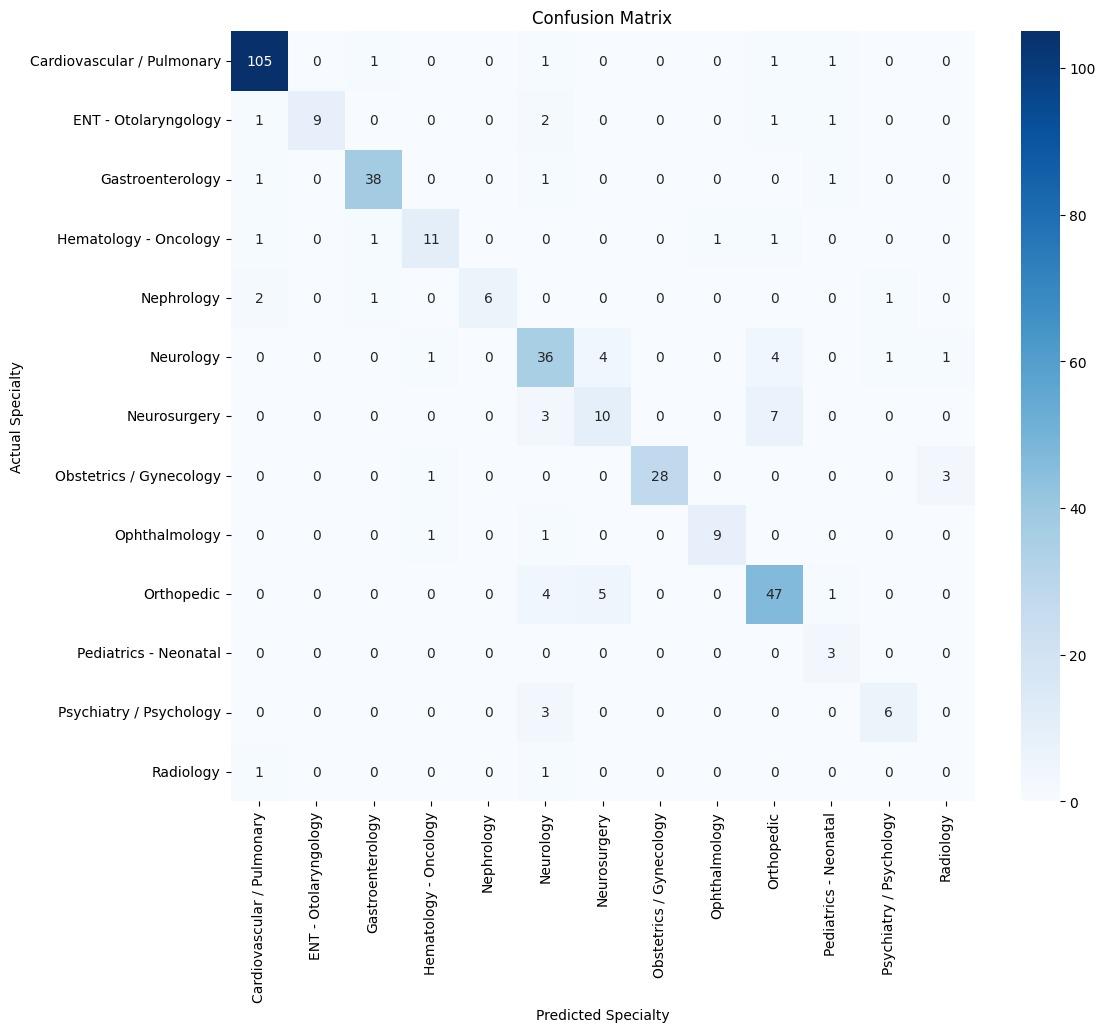 Confusion Matrix
Cardiovascular / Pulmonary 105 0 1 0 0 1 0 0 0 1 1 0 0
ENT - Otolaryngology 1 9 0 0 0 2 0 0 0 1 1 0 0
Gastroenterology 1 0 38 0 0 1 0 0 0 0 1 0 0
Hematology - Oncology 1 0 1 11 0 0 0 0 1 1 0 0 0
Nephrology 2 0 1 0 6 0 0 0 0 0 0 1 0
Neurology 0 0 0 1 0 36 4 0 0 4 0 1 1
Neurosurgery 0 0 0 0 0 3 10 0 0 7 0 0 0
Obstetrics / Gynecology 0 0 0 1 0 0 0 28 0 0 0 0 3
Ophthalmology 0 0 0 1 0 1 0 0 9 0 0 0 0
Orthopedic 0 0 0 0 0 4 5 0 0 47 1 0 0
Pediatrics - Neonatal 0 0 0 0 0 0 0 0 0 0 3 0 0
Psychiatry / Psychology 0 0 0 0 0 3 0 0 0 0 0 6 0
Radiology 1 0 0 0 0 1 0 0 0 0 0 0 0
Actual Specialty
Cardiovascular / Pulmonary
ENT - Otolaryngology
Gastroenterology
Hematology - Oncology
Nephrology
Neurology
Neurosurgery
Obstetrics / Gynecology
Ophthalmology
Orthopedic
Pediatrics - Neonatal
Psychiatry / Psychology
Radiology
Predicted Specialty
100
80
60
40
20
0